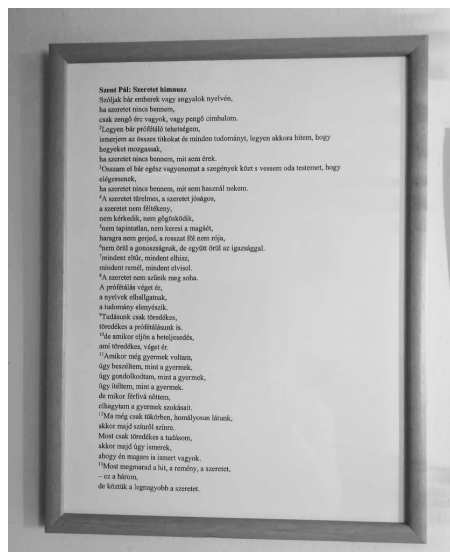 Szent Pál: Szeretet himnusz
Szóljak bár emberek vagy angyalok nyelvén,
ha szeretet nincs bennem,
csak zengő érc vagyok, vagy pengő cimbalom.
²Legyen bár prófétáló tehetségem,
ismerjem az összes titkokat és minden tudományt, legyen akkora hitem, hogy
hegyeket mozgassak,
ha szeretet nincs bennem, mit sem érek.
³Osszam el bár egész vagyonomat a szegények közt s vessem oda testemet, hogy
elégessenek,
ha szeretet nincs bennem, mit sem használ nekem.
⁴A szeretet türelmes, a szeretet jóságos,
a szeretet nem féltékeny,
nem kérkedik, nem gőgösködik,
⁵nem tapintatlan, nem keresi a magáét,
haragra nem gerjed, a rosszat föl nem rója,
⁶nem örül a gonoszságnak, de együtt örül az igazsággal.
⁷mindent eltűr, mindent elhisz,
mindent remél, mindent elvisel.
⁸A szeretet nem szűnik meg soha.
A prófétálás véget ér,
a nyelvek elhallgatnak,
a tudomány elenyészik.
⁹Tudásunk csak töredékes,
töredékes a prófétálásunk is.
¹⁰de amikor eljön a beteljesedés,
ami töredékes, véget ér.
¹¹Amikor még gyermek voltam,
úgy beszéltem, mint a gyermek,
úgy gondolkodtam, mint a gyermek,
úgy ítéltem, mint a gyermek.
de mikor férfivá nőttem,
elhagytam a gyermek szokásait.
¹²Ma még csak tükörben, homályosan látunk,
akkor majd színről színre.
Most csak töredékes a tudásom,
akkor majd úgy ismerek,
ahogy én magam is ismert vagyok.
¹³Most megmarad a hit, a remény, a szeretet,
– ez a három,
de köztük a legnagyobb a szeretet.